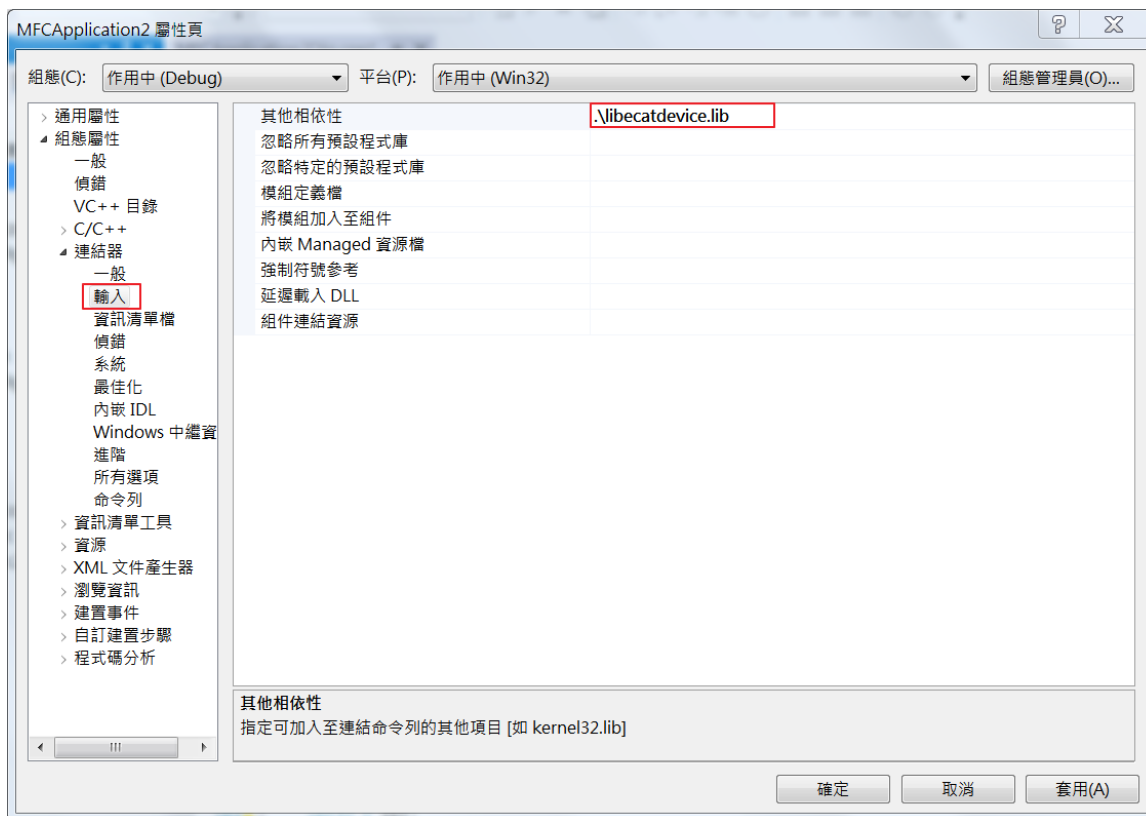 MFCApplication2 屬性頁
組態(C): 作用中 (Debug) 平台(P): 作用中 (Win32) 組態管理員(O)...
通用屬性
組態屬性
一般
偵錯
VC++ 目錄
C/C++
連結器
一般
輸入
資訊清單檔
偵錯
系統
最佳化
內嵌 IDL
Windows 中繼資
進階
所有選項
命令列
資訊清單工具
資源
XML 文件產生器
瀏覽資訊
建置事件
自訂建置步驟
程式碼分析
其他相依性 .\libecatdevice.lib
忽略所有預設程式庫
忽略特定的預設程式庫
模組定義檔
將模組加入至組件
內嵌 Managed 資源檔
強制符號參考
延遲載入 DLL
組件連結資源
其他相依性
指定可加入至連結命令列的其他項目 [如 kernel32.lib]
確定 取消 套用(A)